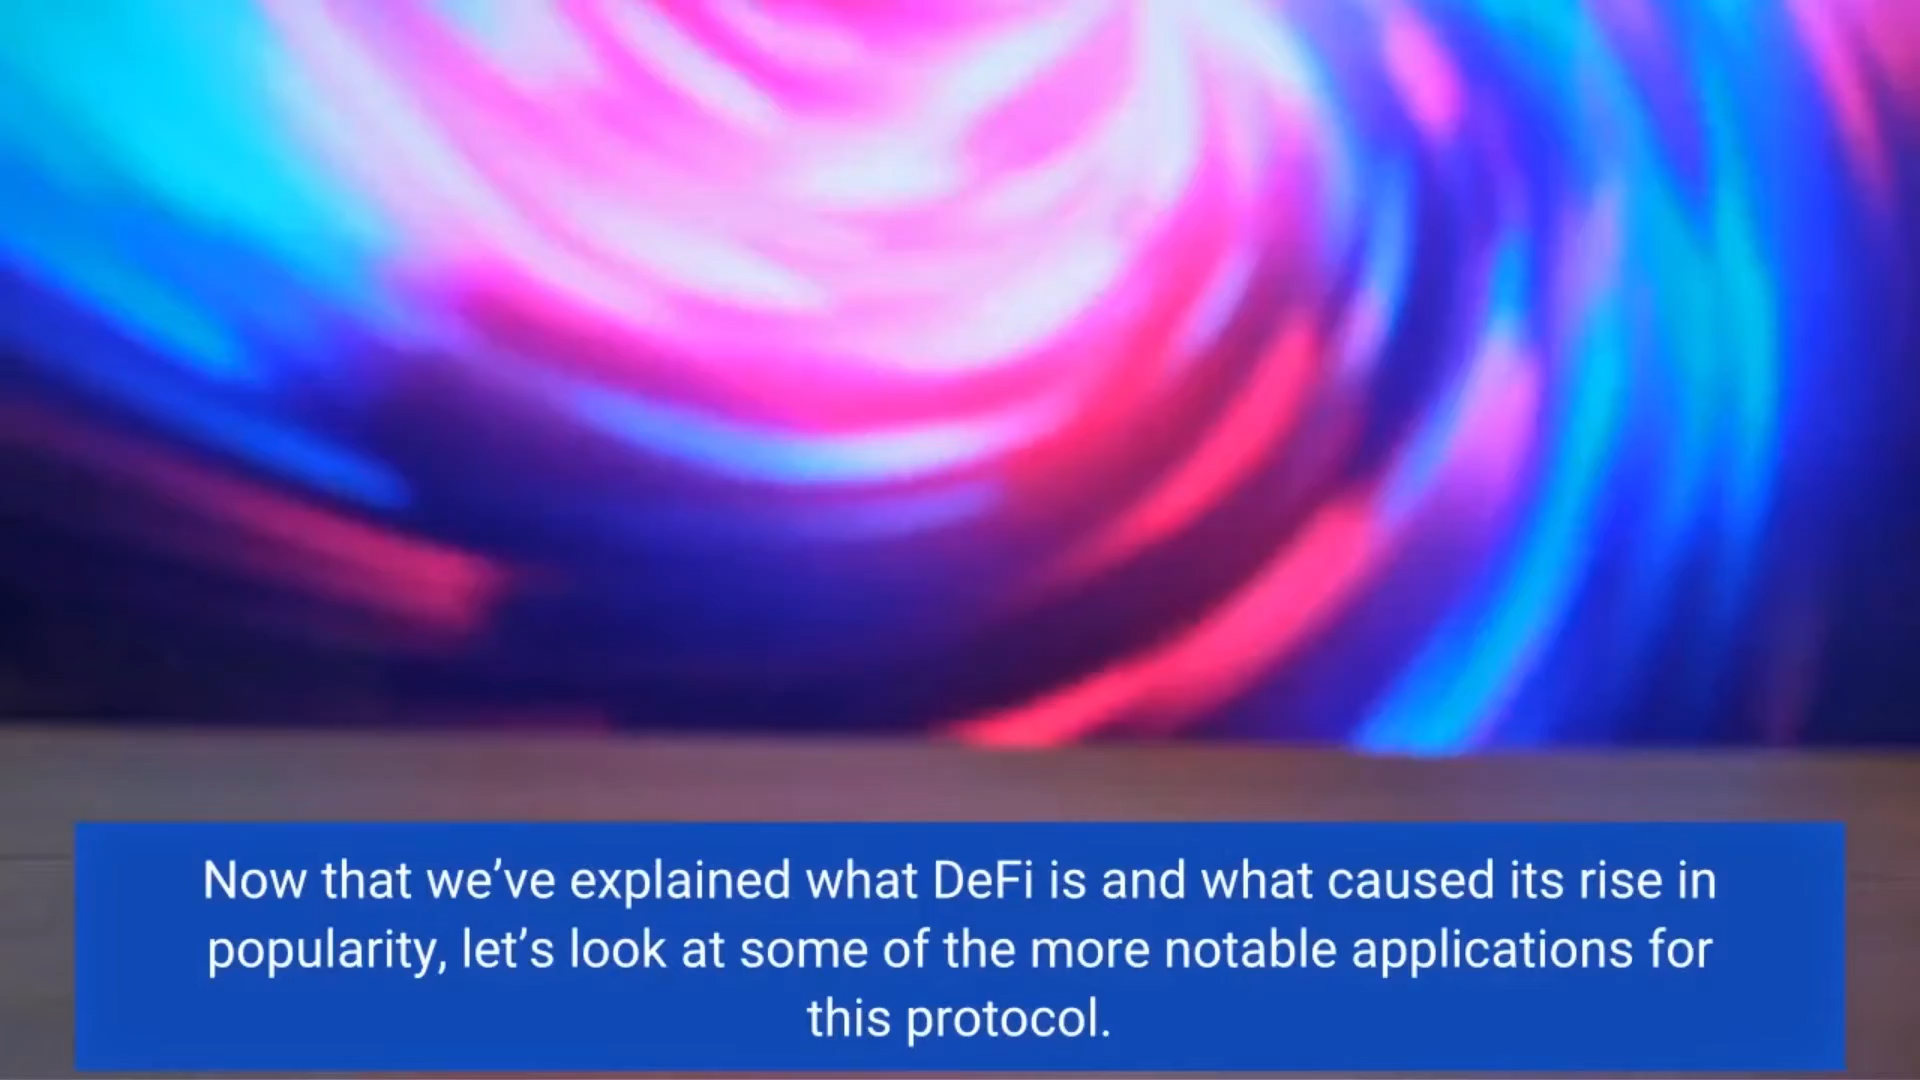 Now that we’ve explained what DeFi is and what caused its rise in
popularity, let’s look at some of the more notable applications for
this protocol.